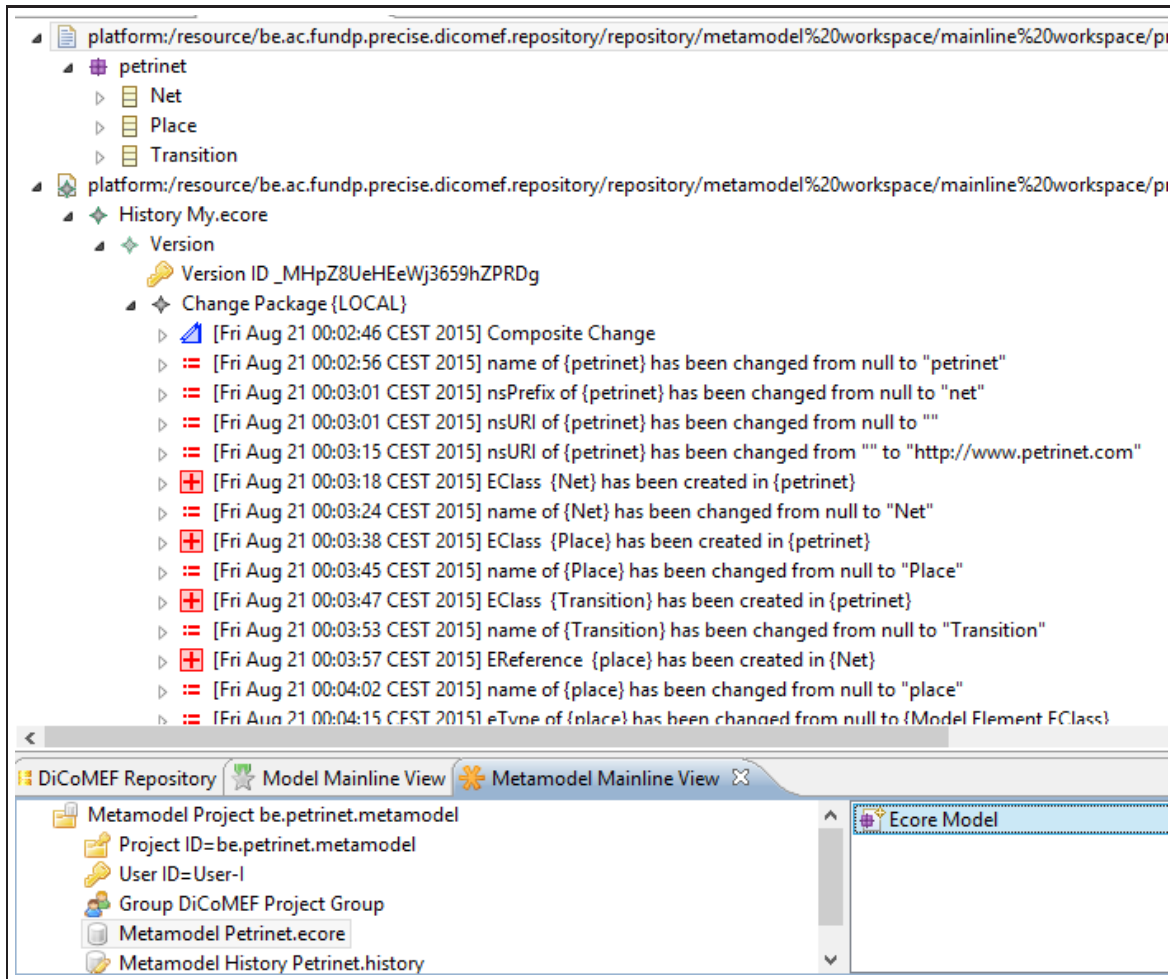 platform:/resource/be.ac.fundp.precise.dicomef.repository/repository/metamodel%20workspace/mainline%20workspace/pr
petrinet
Net
Place
Transition
platform:/resource/be.ac.fundp.precise.dicomef.repository/repository/metamodel%20workspace/mainline%20workspace/pr
History My.ecore
Version
Version ID _MHpZ8UeHEeWj3659hZPRDg
Change Package {LOCAL}
[Fri Aug 21 00:02:46 CEST 2015] Composite Change
[Fri Aug 21 00:02:56 CEST 2015] name of {petrinet} has been changed from null to "petrinet"
[Fri Aug 21 00:03:01 CEST 2015] nsPrefix of {petrinet} has been changed from null to "net"
[Fri Aug 21 00:03:01 CEST 2015] nsURI of {petrinet} has been changed from null to ""
[Fri Aug 21 00:03:15 CEST 2015] nsURI of {petrinet} has been changed from "" to "http://www.petrinet.com"
[Fri Aug 21 00:03:18 CEST 2015] EClass {Net} has been created in {petrinet}
[Fri Aug 21 00:03:24 CEST 2015] name of {Net} has been changed from null to "Net"
[Fri Aug 21 00:03:38 CEST 2015] EClass {Place} has been created in {petrinet}
[Fri Aug 21 00:03:45 CEST 2015] name of {Place} has been changed from null to "Place"
[Fri Aug 21 00:03:47 CEST 2015] EClass {Transition} has been created in {petrinet}
[Fri Aug 21 00:03:53 CEST 2015] name of {Transition} has been changed from null to "Transition"
[Fri Aug 21 00:03:57 CEST 2015] EReference {place} has been created in {Net}
[Fri Aug 21 00:04:02 CEST 2015] name of {place} has been changed from null to "place"
[Fri Aug 21 00:04:15 CEST 2015] eType of {place} has been changed from null to {Model Element EClass}
DiCoMEF Repository Model Mainline View Metamodel Mainline View
Metamodel Project be.petrinet.metamodel
Project ID=be.petrinet.metamodel
User ID=User-I
Group DiCoMEF Project Group
Metamodel Petrinet.ecore
Metamodel History Petrinet.history
Ecore Model